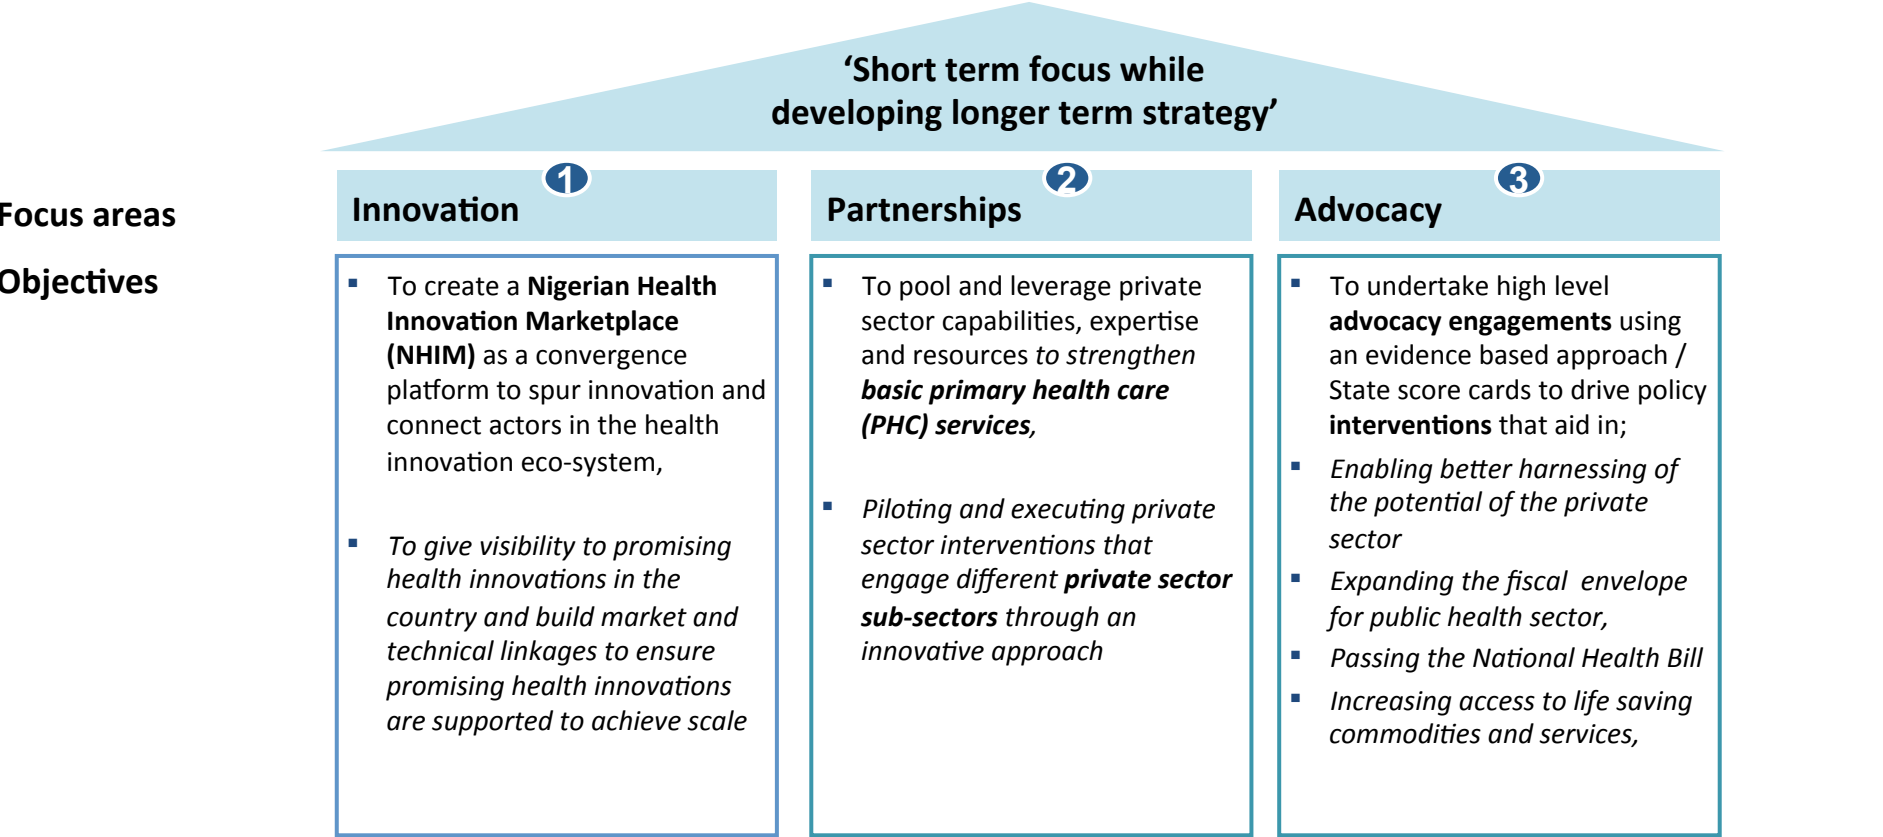 ‘Short term focus while
developing longer term strategy’
Focus areas
Objectives
1
Innovation
▪ To create a Nigerian Health
Innovation Marketplace
(NHIM) as a convergence
platform to spur innovation and
connect actors in the health
innovation eco-system,
▪ To give visibility to promising
health innovations in the
country and build market and
technical linkages to ensure
promising health innovations
are supported to achieve scale
2
Partnerships
▪ To pool and leverage private
sector capabilities, expertise
and resources to strengthen
basic primary health care
(PHC) services,
▪ Piloting and executing private
sector interventions that
engage different private sector
sub-sectors through an
innovative approach
3
Advocacy
▪ To undertake high level
advocacy engagements using
an evidence based approach /
State score cards to drive policy
interventions that aid in;
▪ Enabling better harnessing of
the potential of the private
sector
▪ Expanding the fiscal envelope
for public health sector,
▪ Passing the National Health Bill
▪ Increasing access to life saving
commodities and services,